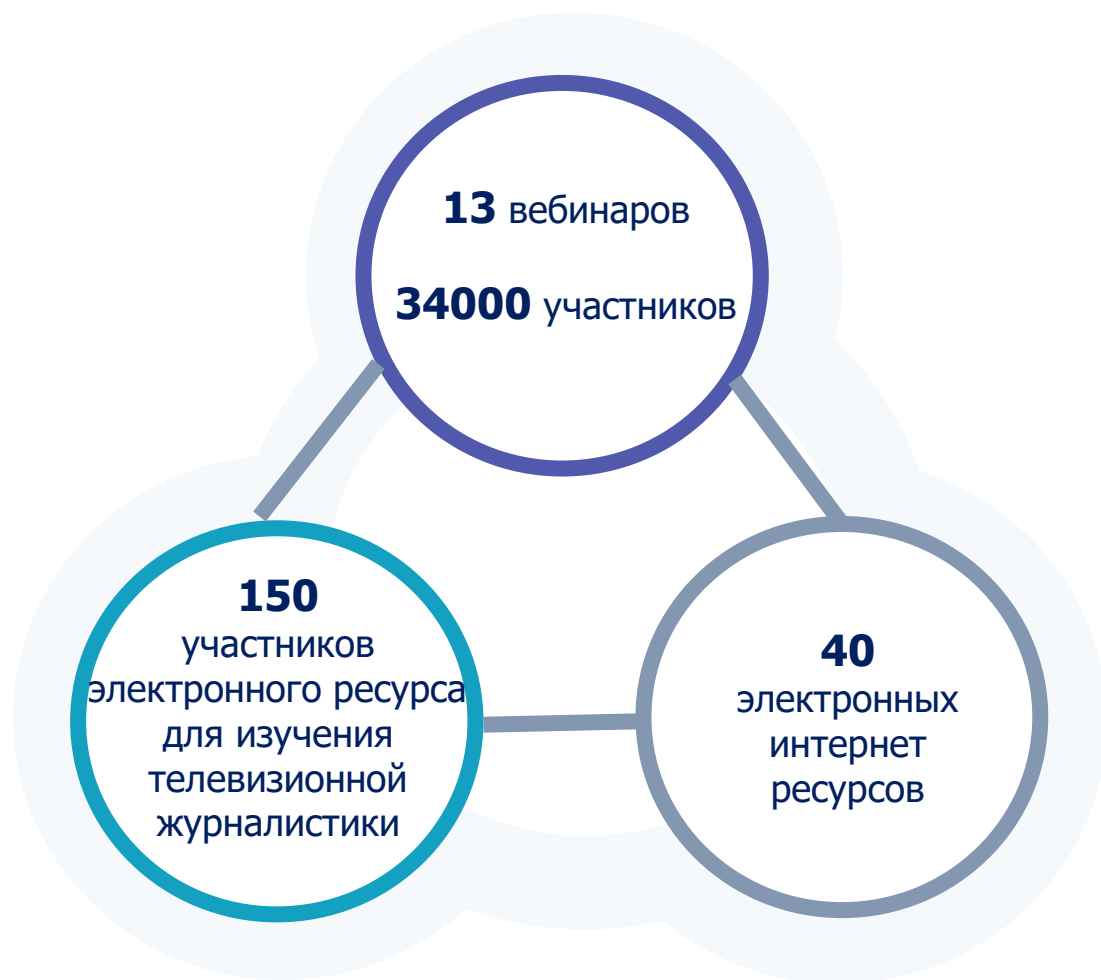 13 вебинаров
34000 участников
150
участников
электронного ресурса
для изучения
телевизионной
журналистики
40
электронных
интернет
ресурсов